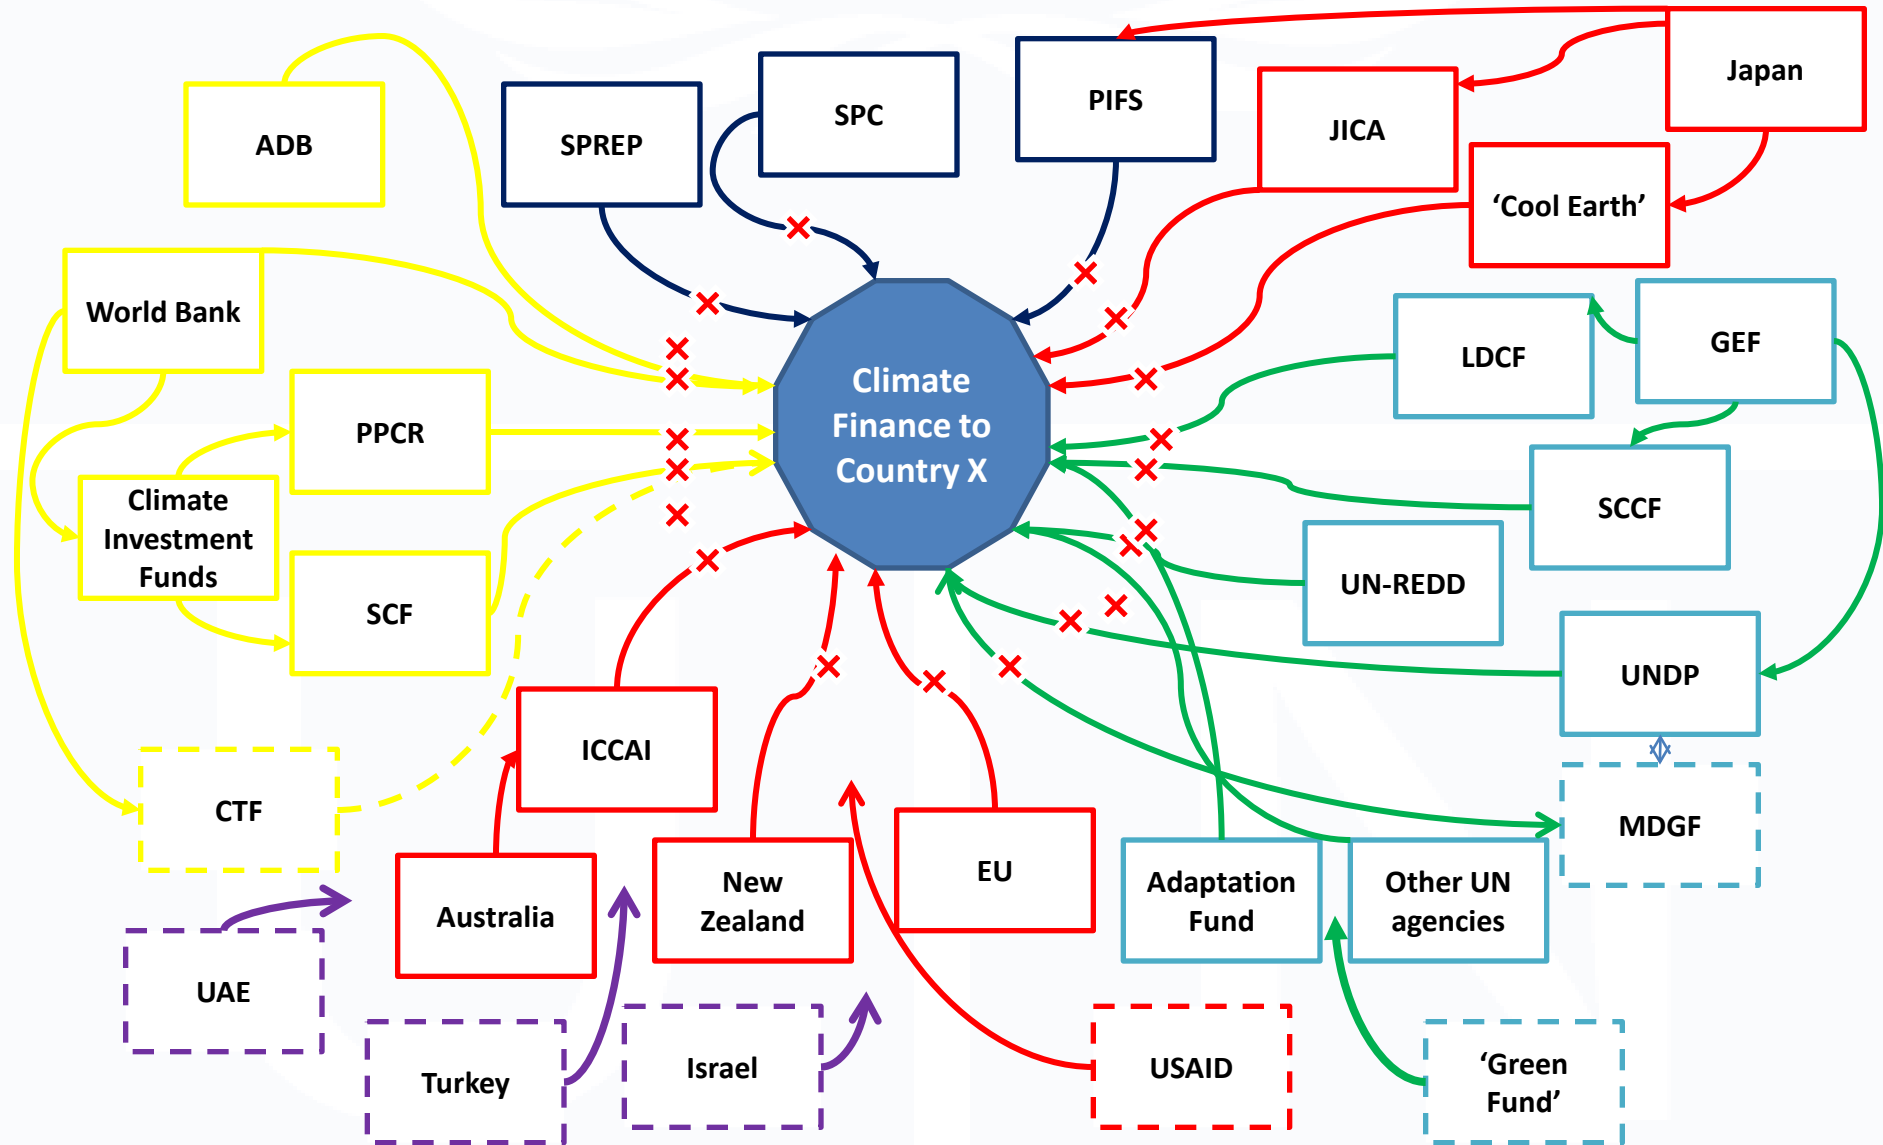 Japan
PIFS
SPC
JICA
ADB
SPREP
‘Cool Earth’
World Bank
LDCF
GEF
Climate
Finance to
Country X
PPCR
Climate
Investment
Funds
SCCF
UN-REDD
SCF
UNDP
ICCAI
CTF
MDGF
EU
New
Zealand
Adaptation
Fund
Other UN
agencies
Australia
UAE
Turkey
Israel
USAID
‘Green
Fund’